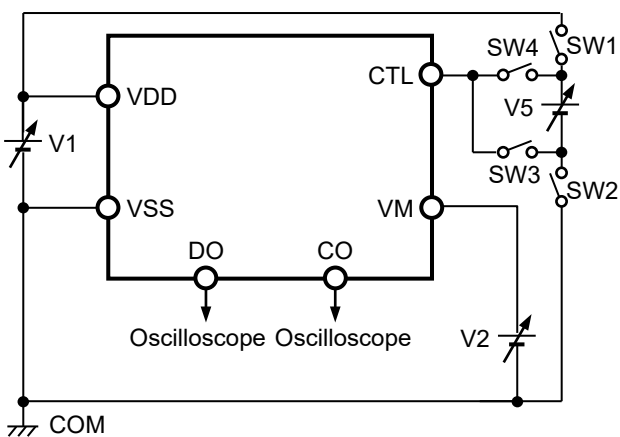 SW1
SW4
CTL
VDD
V5
V1
SW3
SW2
VSS
VM
DO
CO
Oscilloscope
Oscilloscope
V2
COM